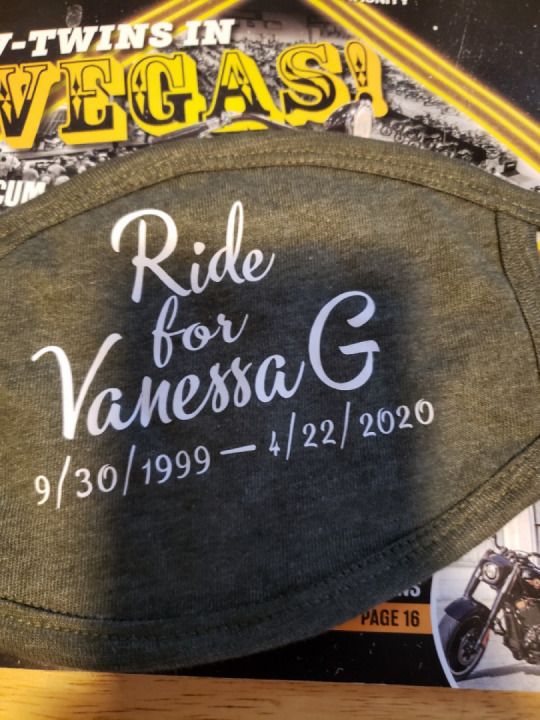 V-TWINS IN
VEGAS!
Ride
for
Vanessa G
9/30/1999 — 4/22/2020
PAGE 16